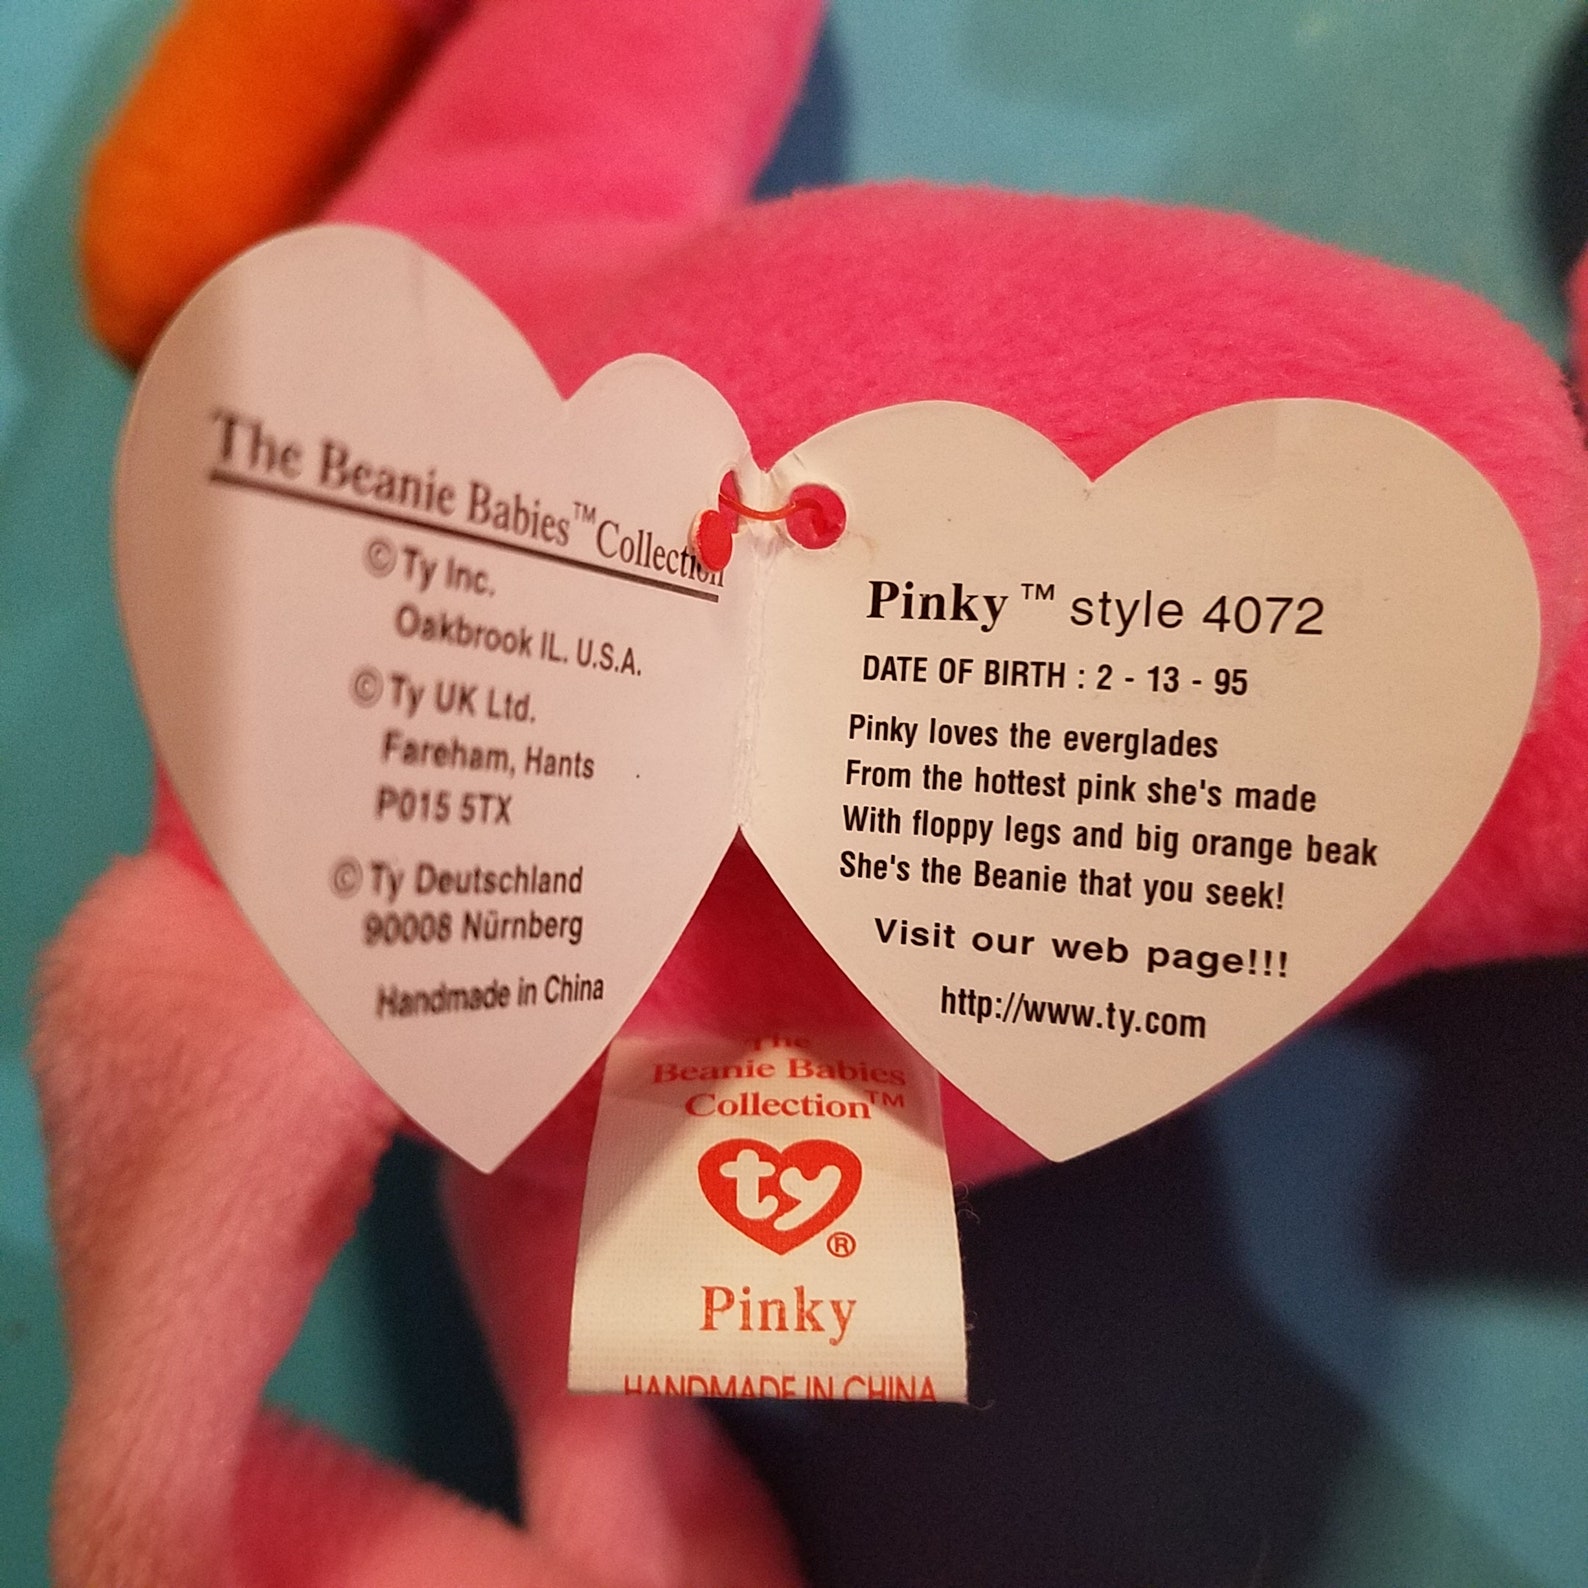 The Beanie Babies™ Collection
© Ty Inc.
Oakbrook IL. U.S.A.
© Ty UK Ltd.
Fareham, Hants
P015 5TX
© Ty Deutschland
90008 Nürnberg
Handmade in China
Pinky™ style 4072
DATE OF BIRTH : 2 - 13 - 95
Pinky loves the everglades
From the hottest pink she's made
With floppy legs and big orange beak
She's the Beanie that you seek!
Visit our web page!!!
http://www.ty.com
The
Beanie Babies
Collection™
ty®
Pinky
HANDMADE IN CHINA